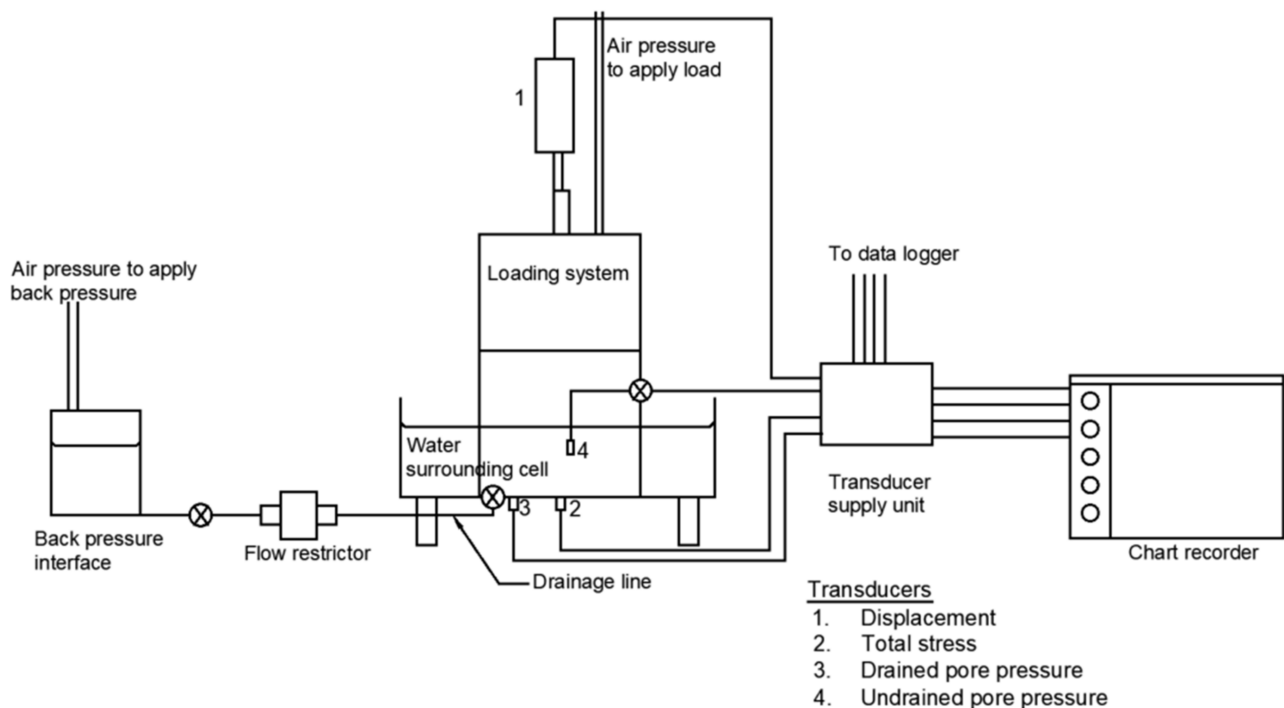 Air pressure
to apply load
1
Loading system
To data logger
Air pressure to apply
back pressure
Water
surrounding cell
4
3
2
Transducer
supply unit
Back pressure
interface
Flow restrictor
Drainage line
Chart recorder
Transducers
1. Displacement
2. Total stress
3. Drained pore pressure
4. Undrained pore pressure